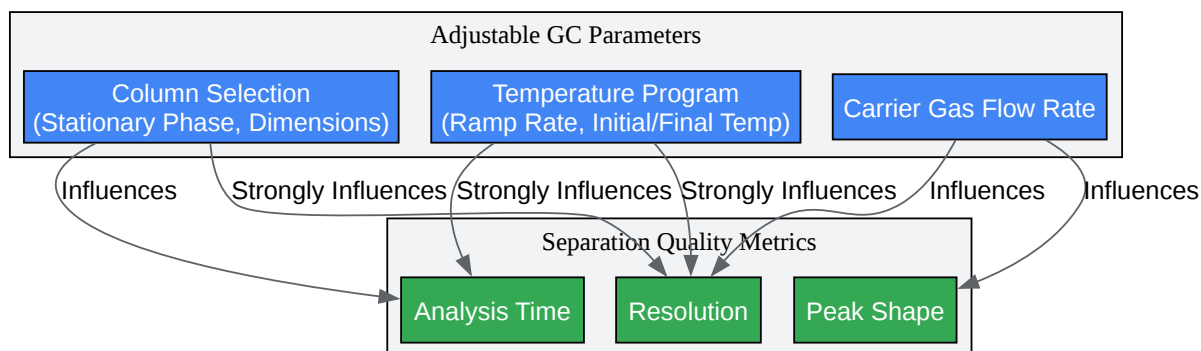 Adjustable GC Parameters
Column Selection
(Stationary Phase, Dimensions)
Temperature Program
(Ramp Rate, Initial/Final Temp)
Carrier Gas Flow Rate
Influences
Strongly Influences
Strongly Influences
Strongly Influences
Influences
Influences
Separation Quality Metrics
Analysis Time
Resolution
Peak Shape